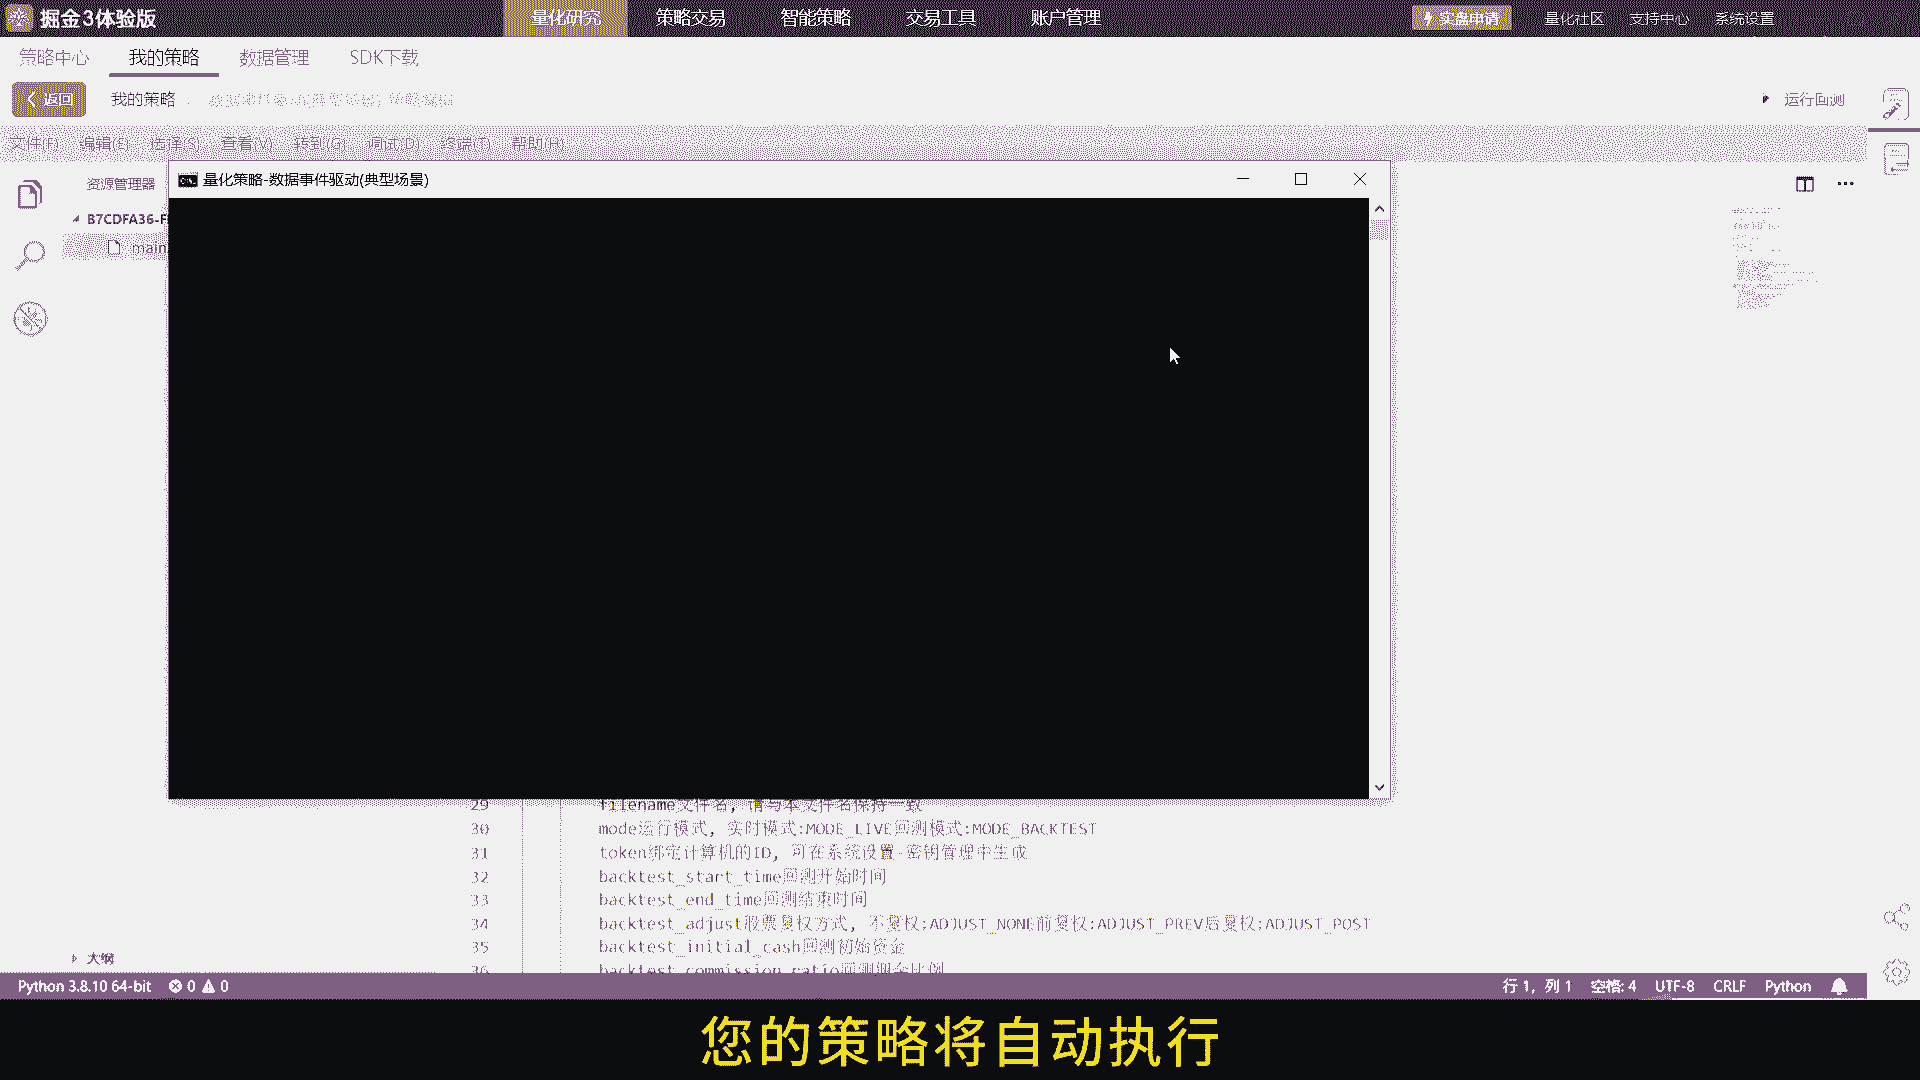 掘金3体验版
量化研究 策略交易 智能策略 交易工具 账户管理 实盘申请 量化社区 支持中心 系统设置
策略中心 我的策略 数据管理 SDK下载
返回 我的策略 运行回测
文件(F) 编辑(E) 选择(S) 查看(V) 转到(G) 调试(D) 终端(T) 帮助(H)
资源管理器
量化策略-数据事件驱动(典型场景)
B7CDFA36-F
main
29 filename文件名, 请与本文件名保持一致
30 mode运行模式, 实时模式:MODE_LIVE回测模式:MODE_BACKTEST
31 token绑定计算机的ID, 可在系统设置-密钥管理中生成
32 backtest_start_time回测开始时间
33 backtest_end_time回测结束时间
34 backtest_adjust股票复权方式, 不复权:ADJUST_NONE前复权:ADJUST_PREV后复权:ADJUST_POST
35 backtest_initial_cash回测初始资金
36 backtest_commission_ratio回测佣金比例
大纲
Python 3.8.10 64-bit 0 0 行 1, 列 1 空格: 4 UTF-8 CRLF Python
您的策略将自动执行